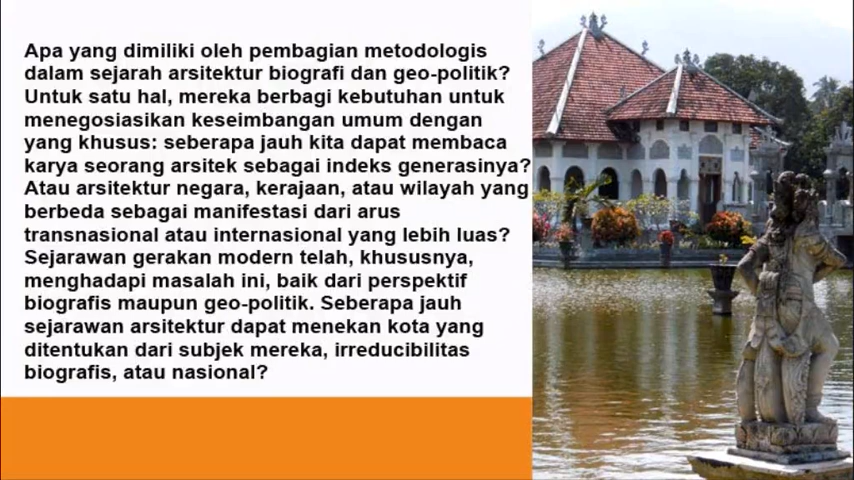 Apa yang dimiliki oleh pembagian metodologis
dalam sejarah arsitektur biografi dan geo-politik?
Untuk satu hal, mereka berbagi kebutuhan untuk
menegosiasikan keseimbangan umum dengan
yang khusus: seberapa jauh kita dapat membaca
karya seorang arsitek sebagai indeks generasinya?
Atau arsitektur negara, kerajaan, atau wilayah yang
berbeda sebagai manifestasi dari arus
transnasional atau internasional yang lebih luas?
Sejarawan gerakan modern telah, khususnya,
menghadapi masalah ini, baik dari perspektif
biografis maupun geo-politik. Seberapa jauh
sejarawan arsitektur dapat menekan kota yang
ditentukan dari subjek mereka, irreducibilitas
biografis, atau nasional?